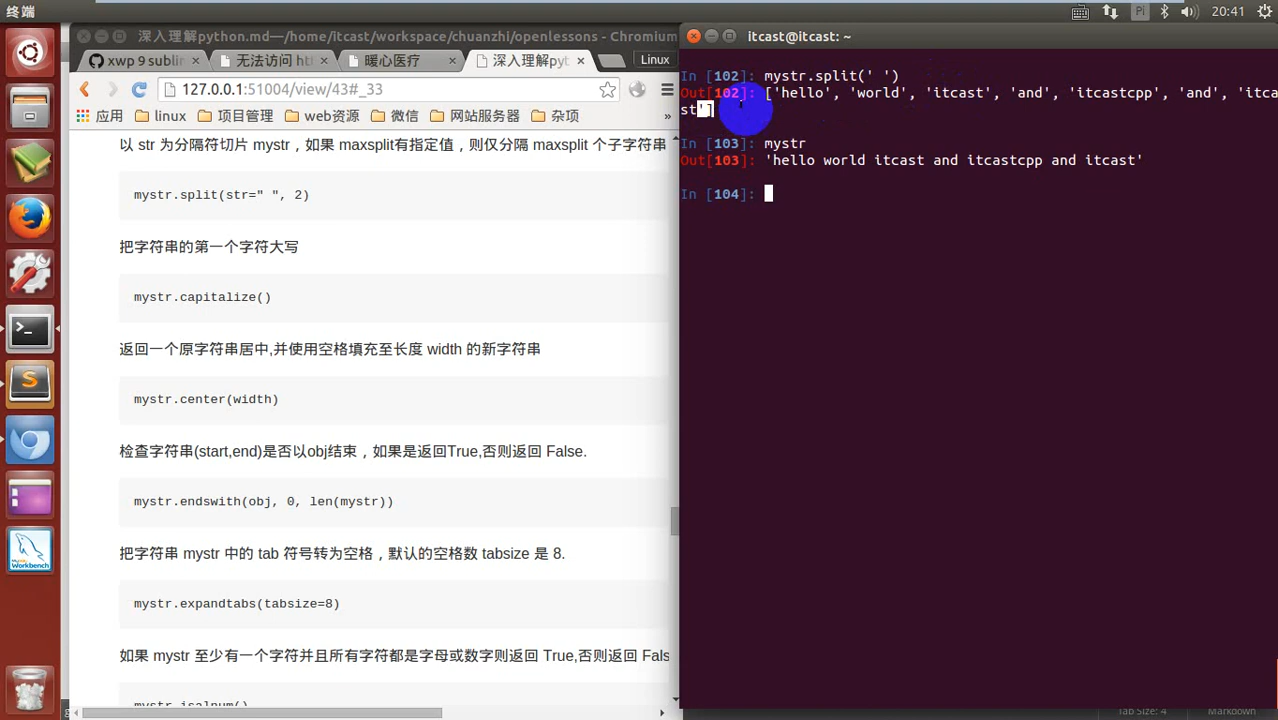 终端
Pi
20:41
深入理解python.md—/home/itcast/workspace/chuanzhi/openlessons - Chromium
xwp 9 sublin
无法访问 ht
暖心医疗
深入理解pyt
Linux
127.0.0.1:51004/view/43#_33
应用
linux
项目管理
web资源
微信
网站服务器
杂项
»
以 str 为分隔符切片 mystr，如果 maxsplit有指定值，则仅分隔 maxsplit 个子字符串
mystr.split(str=" ", 2)
把字符串的第一个字符大写
mystr.capitalize()
返回一个原字符串居中,并使用空格填充至长度 width 的新字符串
mystr.center(width)
检查字符串(start,end)是否以obj结束，如果是返回True,否则返回 False.
mystr.endswith(obj, 0, len(mystr))
把字符串 mystr 中的 tab 符号转为空格，默认的空格数 tabsize 是 8.
mystr.expandtabs(tabsize=8)
如果 mystr 至少有一个字符并且所有字符都是字母或数字则返回 True,否则返回 Fals
mystr.isalnum()
itcast@itcast: ~
In [102]: mystr.split(' ')
Out[102]: ['hello', 'world', 'itcast', 'and', 'itcastcpp', 'and', 'itca
st']
In [103]: mystr
Out[103]: 'hello world itcast and itcastcpp and itcast'
In [104]:
MySQL
Workbench
Tab Size: 4
Markdown